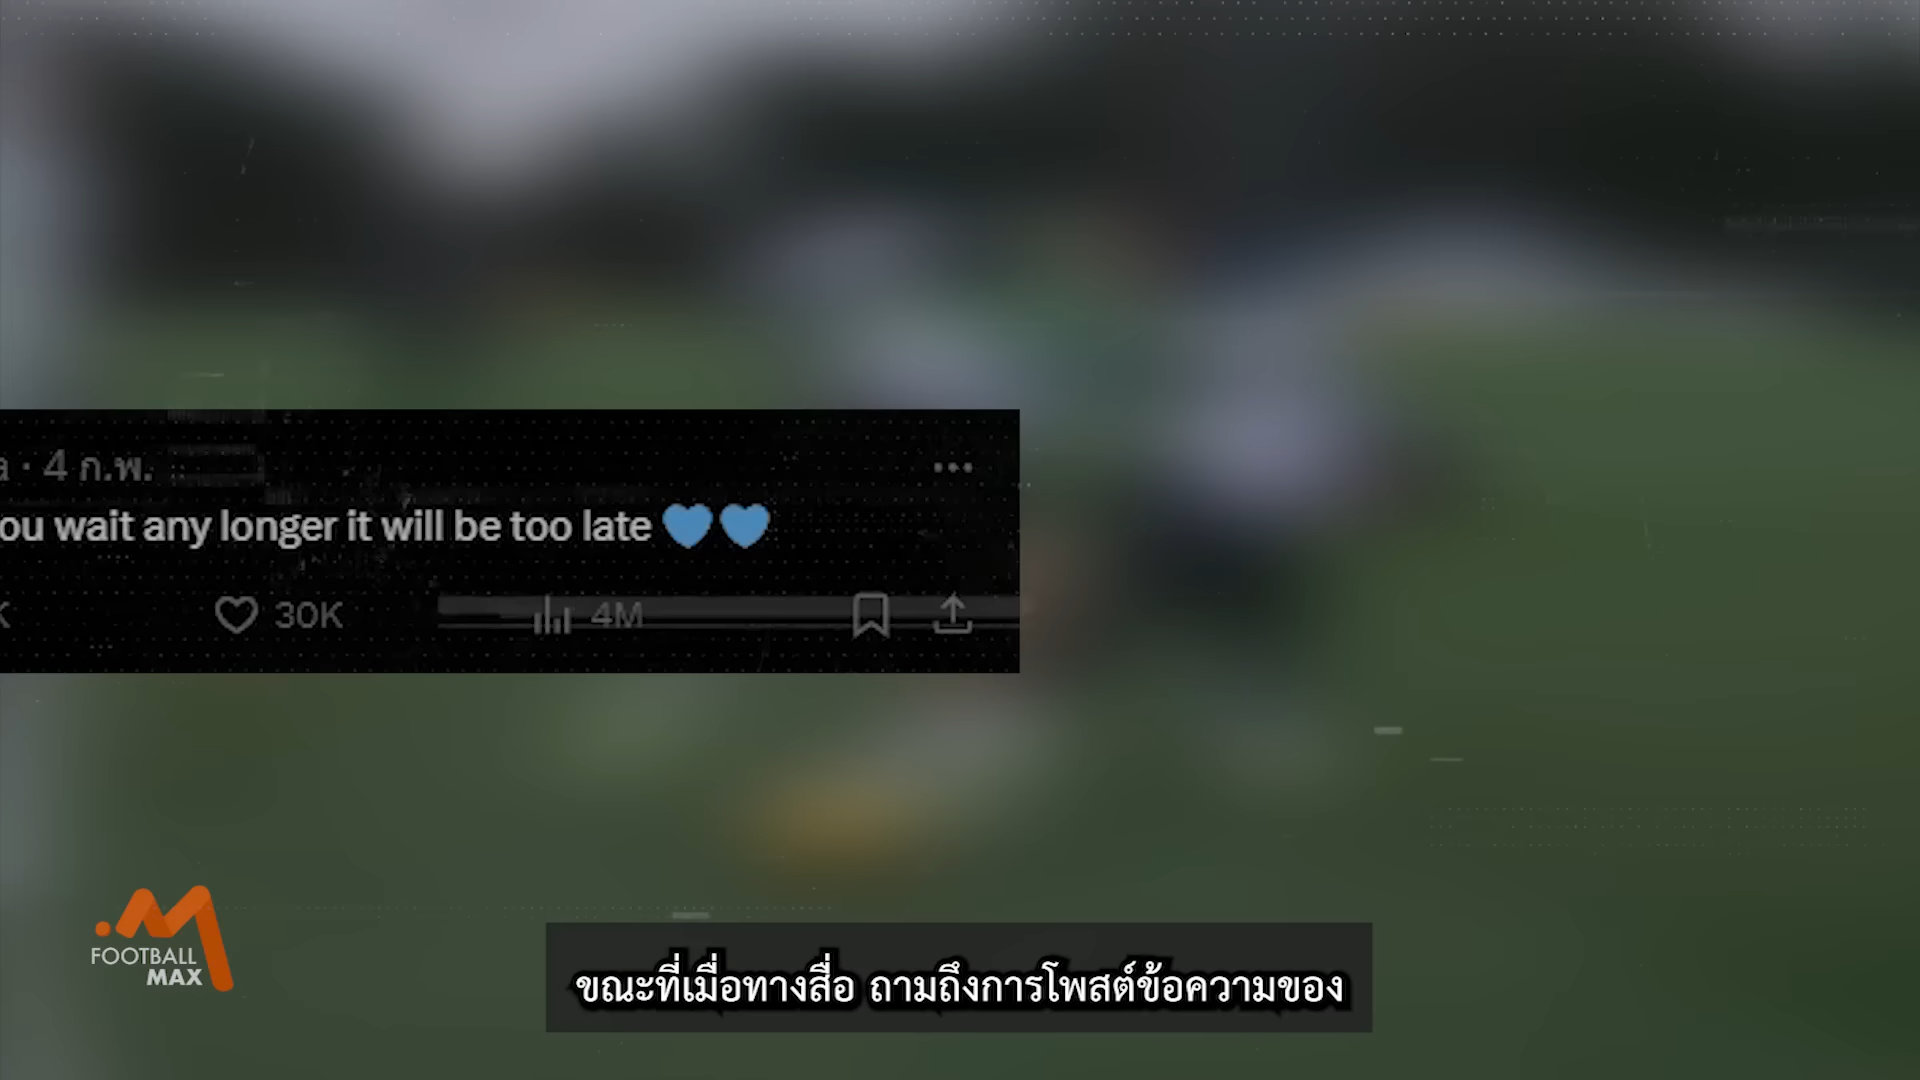 a · 4 ก.พ.
ou wait any longer it will be too late 💙💙
K 30K 4M
FOOTBALL
MAX
ขณะที่เมื่อทางสื่อ ถามถึงการโพสต์ข้อความของ